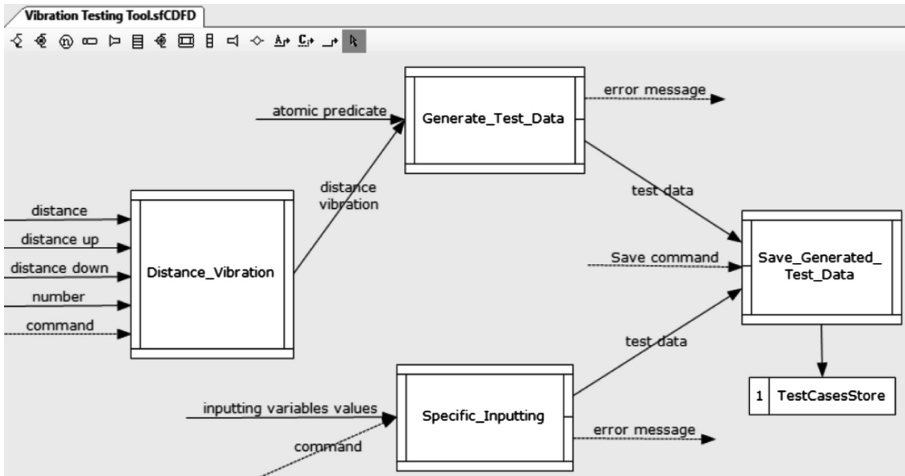 Vibration Testing Tool.sfCDFD
error message
atomic predicate
Generate_Test_Data
distance
vibration
test data
distance
distance up
distance down
number
command
Distance_Vibration
Save command
Save_Generated_
Test_Data
test data
1 TestCasesStore
inputting variables values
Specific_Inputting
command
error message